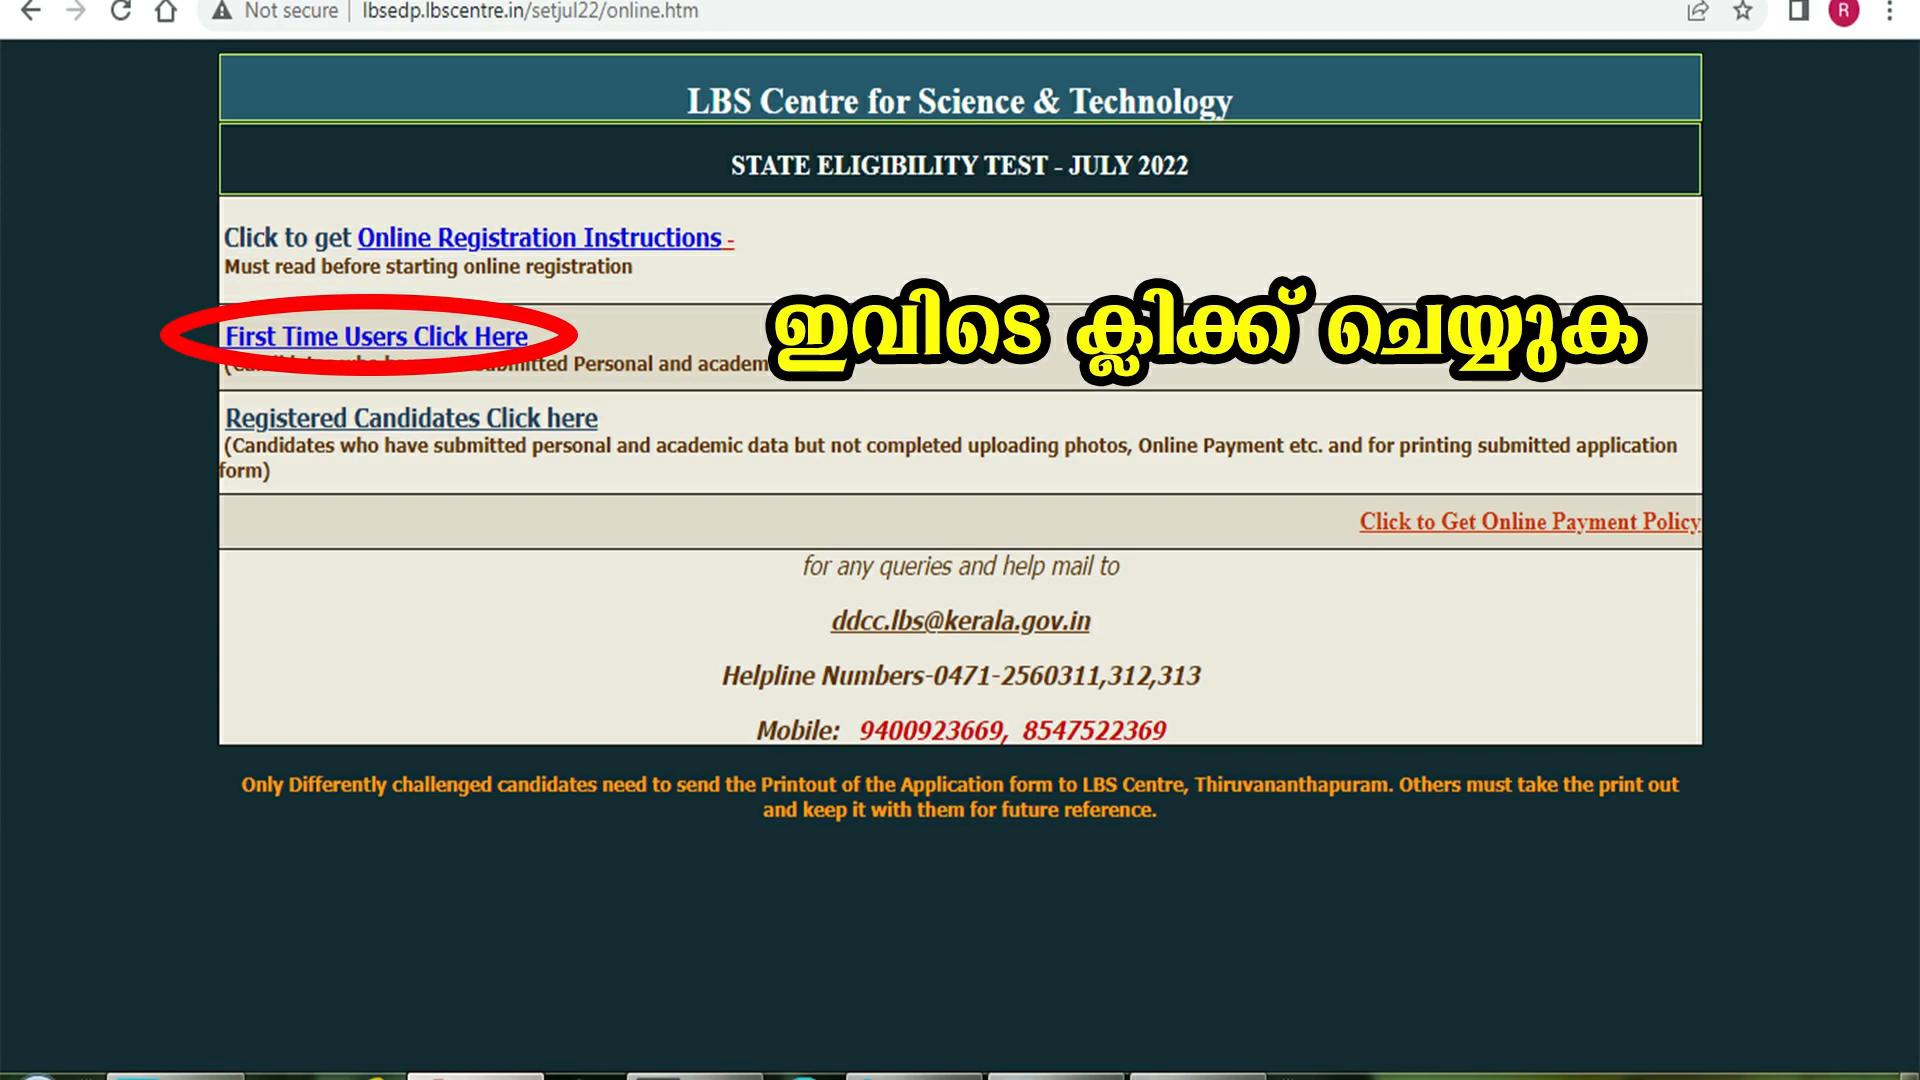 Not secure | lbsedp.lbscentre.in/setjul22/online.htm
R
LBS Centre for Science & Technology
STATE ELIGIBILITY TEST - JULY 2022
Click to get Online Registration Instructions -
Must read before starting online registration
First Time Users Click Here
ഇവിടെ ക്ലിക്ക് ചെയ്യുക
Personal and academ
Registered Candidates Click here
(Candidates who have submitted personal and academic data but not completed uploading photos, Online Payment etc. and for printing submitted application
form)
Click to Get Online Payment Policy
for any queries and help mail to
ddcc.lbs@kerala.gov.in
Helpline Numbers-0471-2560311,312,313
Mobile: 9400923669, 8547522369
Only Differently challenged candidates need to send the Printout of the Application form to LBS Centre, Thiruvananthapuram. Others must take the print out
and keep it with them for future reference.